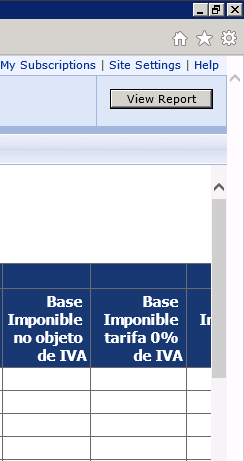 My Subscriptions | Site Settings | Help
View Report
Base
Imponible
no objeto
de IVA
Base
Imponible
tarifa 0%
de IVA